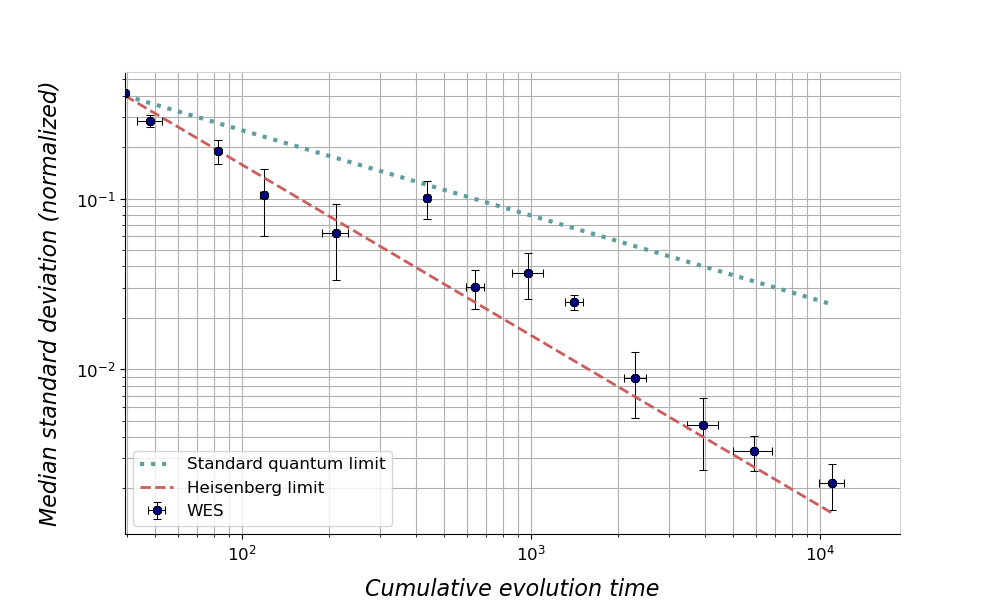 Median standard deviation (normalized)
10⁻¹
10⁻²
Standard quantum limit
Heisenberg limit
WES
10² 10³ 10⁴
Cumulative evolution time